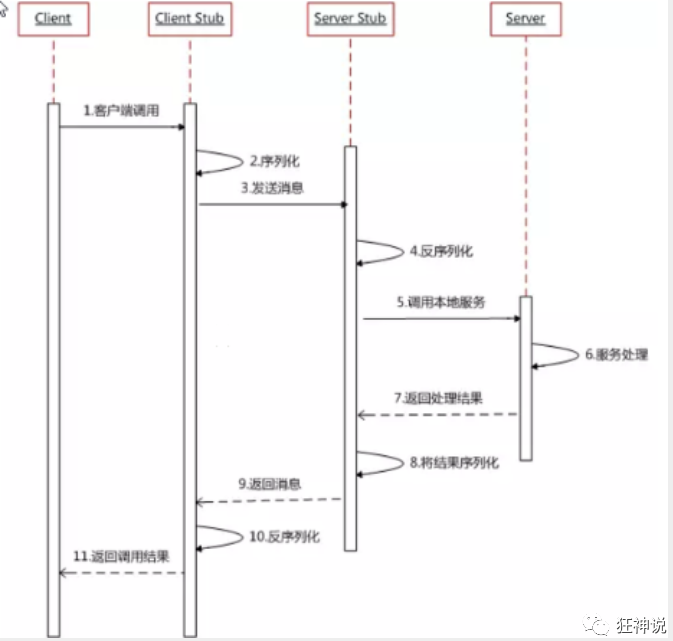 Client
Client Stub
Server Stub
Server
1.客户端调用
2.序列化
3.发送消息
4.反序列化
5.调用本地服务
6.服务处理
7.返回处理结果
8.将结果序列化
9.返回消息
10.反序列化
11.返回调用结果
狂神说